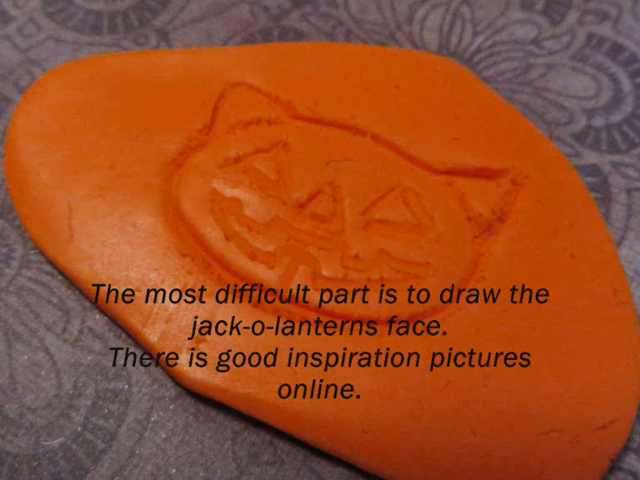 The most difficult part is to draw the
jack-o-lanterns face.
There is good inspiration pictures
online.